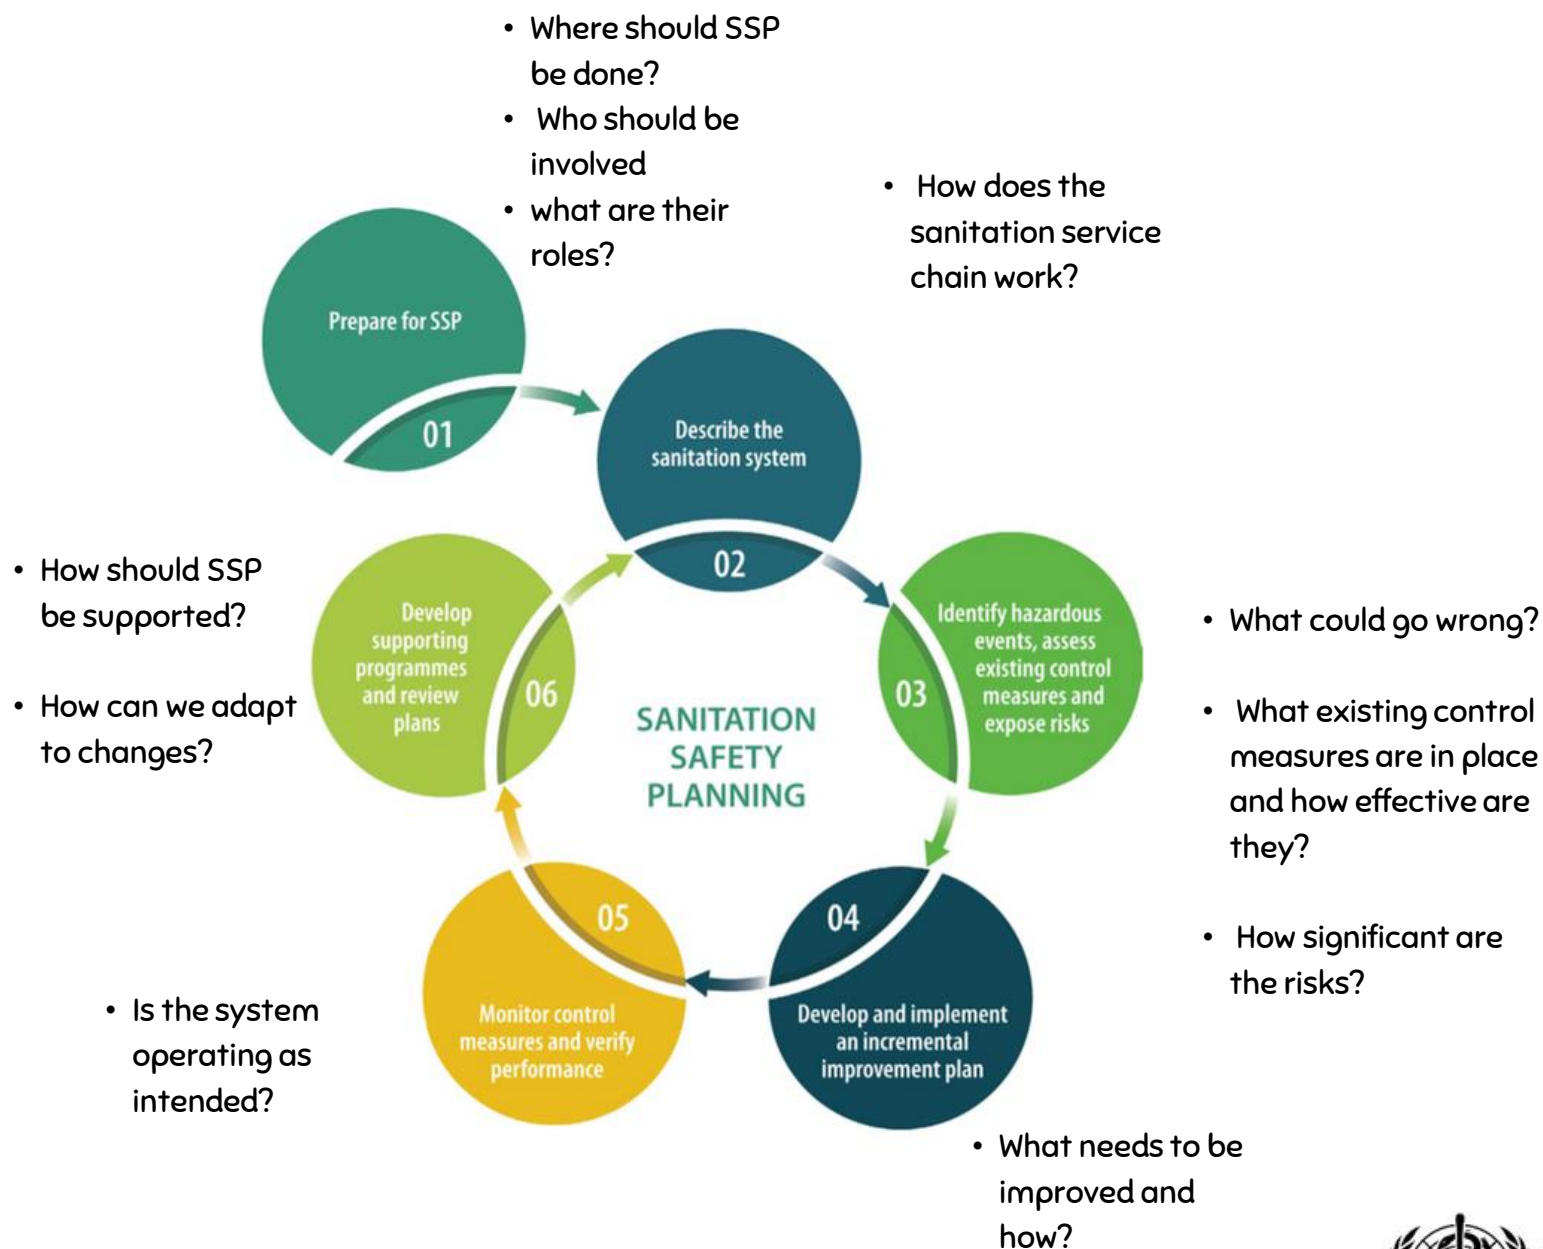 • Where should SSP
be done?
• Who should be
involved
• what are their
roles?
• How does the
sanitation service
chain work?
Prepare for SSP
01
Describe the
sanitation system
02
• How should SSP
be supported?
• How can we adapt
to changes?
Develop
supporting
programmes
and review
plans
06
SANITATION
SAFETY
PLANNING
03
Identify hazardous
events, assess
existing control
measures and
expose risks
• What could go wrong?
• What existing control
measures are in place
and how effective are
they?
• How significant are
the risks?
04
Develop and implement
an incremental
improvement plan
• What needs to be
improved and
how?
05
Monitor control
measures and verify
performance
• Is the system
operating as
intended?